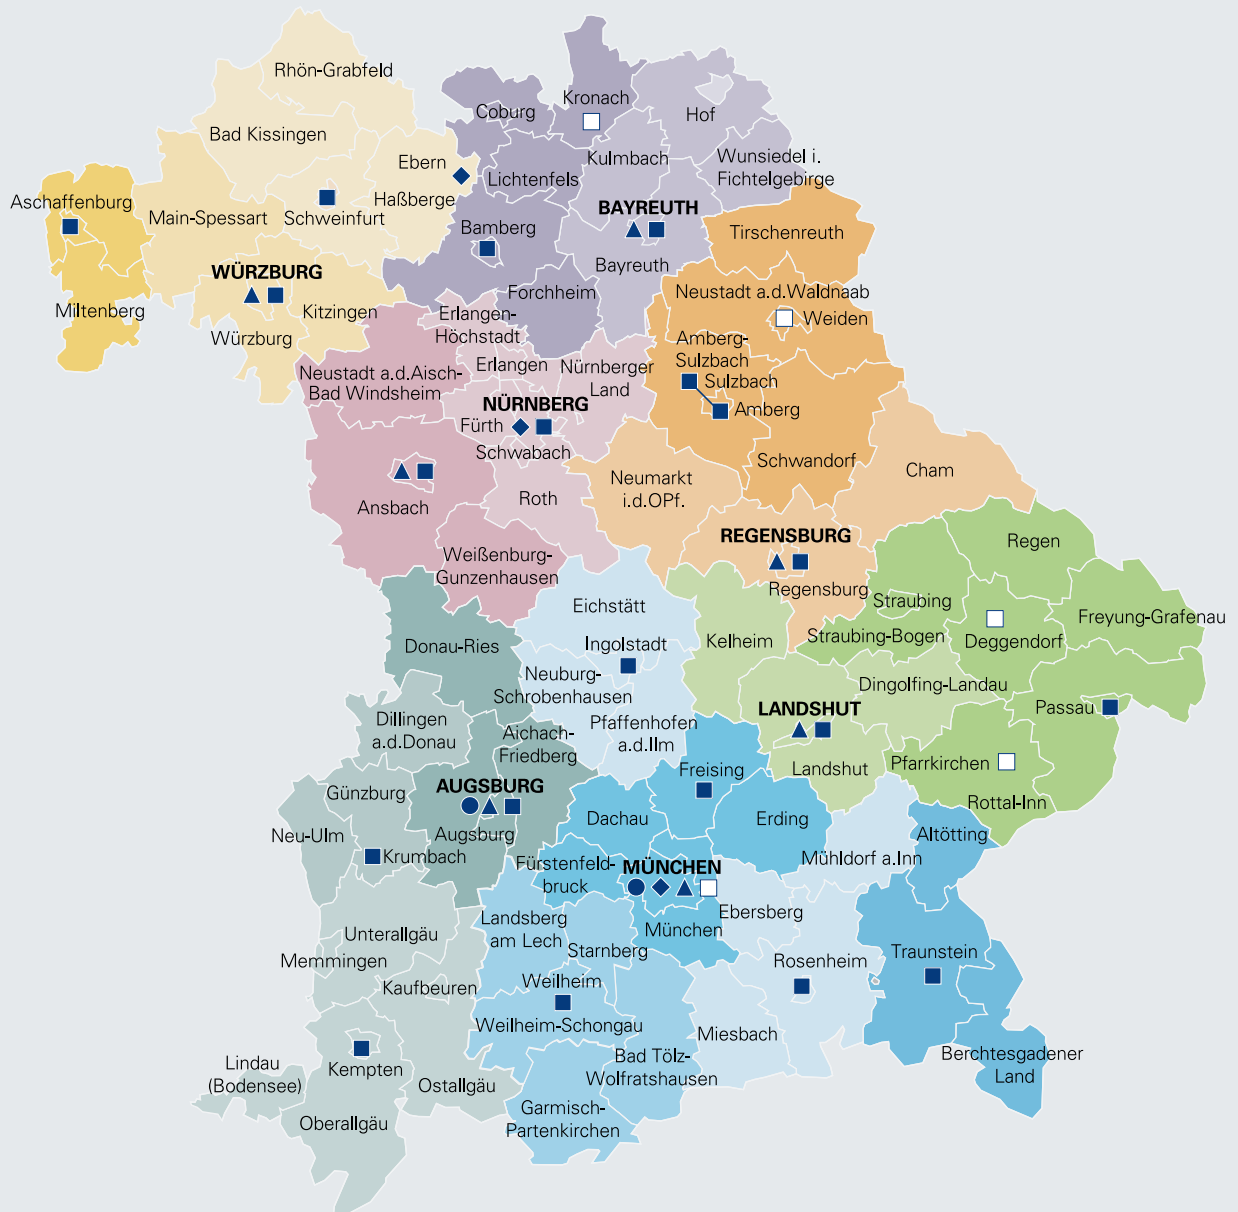 Rhön-Grabfeld
Coburg
Kronach
Hof
Bad Kissingen
Ebern
Kulmbach
Wunsiedel i.
Fichtelgebirge
Lichtenfels
Aschaffenburg
Main-Spessart
Schweinfurt
Haßberge
BAYREUTH
Bamberg
Tirschenreuth
WÜRZBURG
Bayreuth
Miltenberg
Kitzingen
Forchheim
Neustadt a.d.Waldnaab
Weiden
Würzburg
Erlangen-
Höchstadt
Amberg-
Sulzbach
Neustadt a.d.Aisch-
Bad Windsheim
Erlangen
Nürnberger
Land
Sulzbach
NÜRNBERG
Amberg
Fürth
Schwabach
Schwandorf
Cham
Neumarkt
i.d.OPf.
Ansbach
Roth
REGENSBURG
Regen
Weißenburg-
Gunzenhausen
Regensburg
Straubing
Eichstätt
Freyung-Grafenau
Kelheim
Straubing-Bogen
Deggendorf
Donau-Ries
Ingolstadt
Neuburg-
Schrobenhausen
Dingolfing-Landau
LANDSHUT
Passau
Dillingen
a.d.Donau
Aichach-
Friedberg
Pfaffenhofen
a.d.Ilm
Freising
Landshut
Pfarrkirchen
Rottal-Inn
Günzburg
AUGSBURG
Dachau
Erding
Altötting
Neu-Ulm
Augsburg
Krumbach
Fürstenfeld-
bruck
MÜNCHEN
Mühldorf a.Inn
Landsberg
am Lech
Ebersberg
Unterallgäu
Starnberg
München
Memmingen
Rosenheim
Traunstein
Kaufbeuren
Weilheim
Weilheim-Schongau
Miesbach
Lindau
(Bodensee)
Kempten
Ostallgäu
Bad Tölz-
Wolfratshausen
Berchtesgadener
Land
Oberallgäu
Garmisch-
Partenkirchen